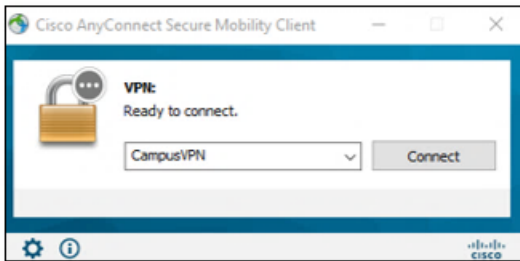 Cisco AnyConnect Secure Mobility Client
VPN:
Ready to connect.
CampusVPN
Connect
CISCO